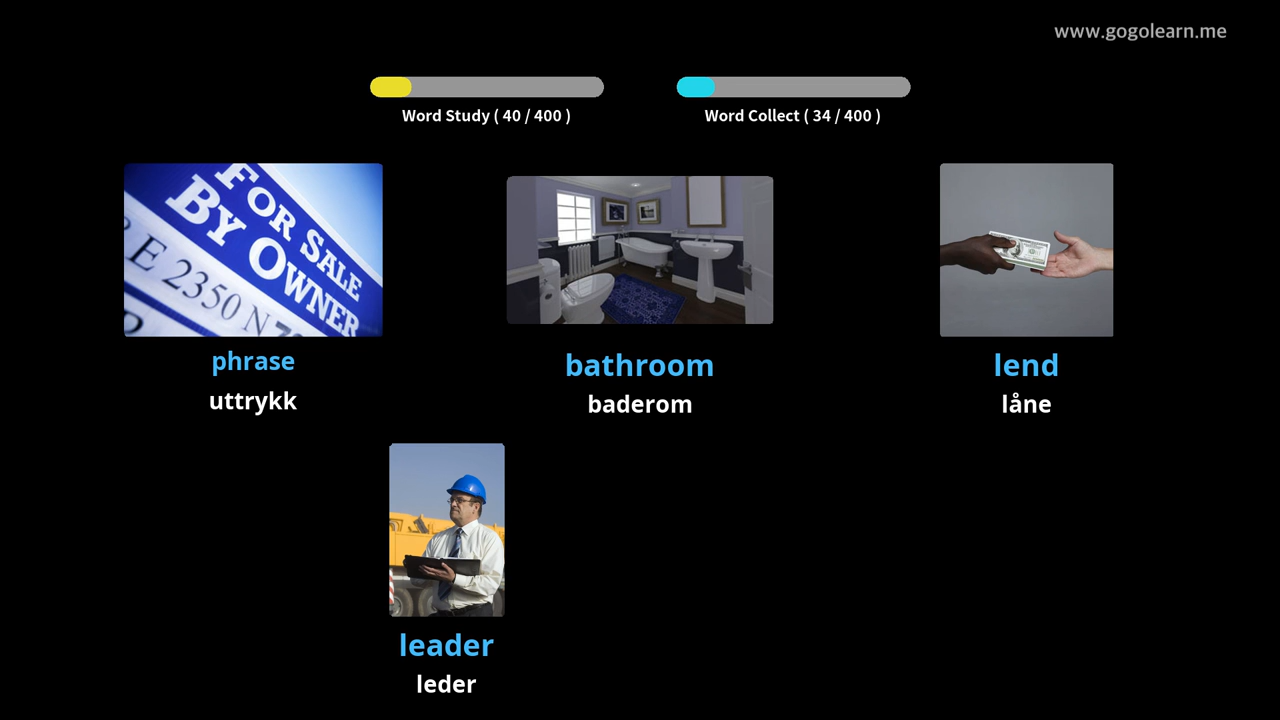 www.gogolearn.me
Word Study ( 40 / 400 )
Word Collect ( 34 / 400 )
FOR SALE
BY OWNER
E 2350 N
phrase
uttrykk
bathroom
baderom
lend
låne
leader
leder